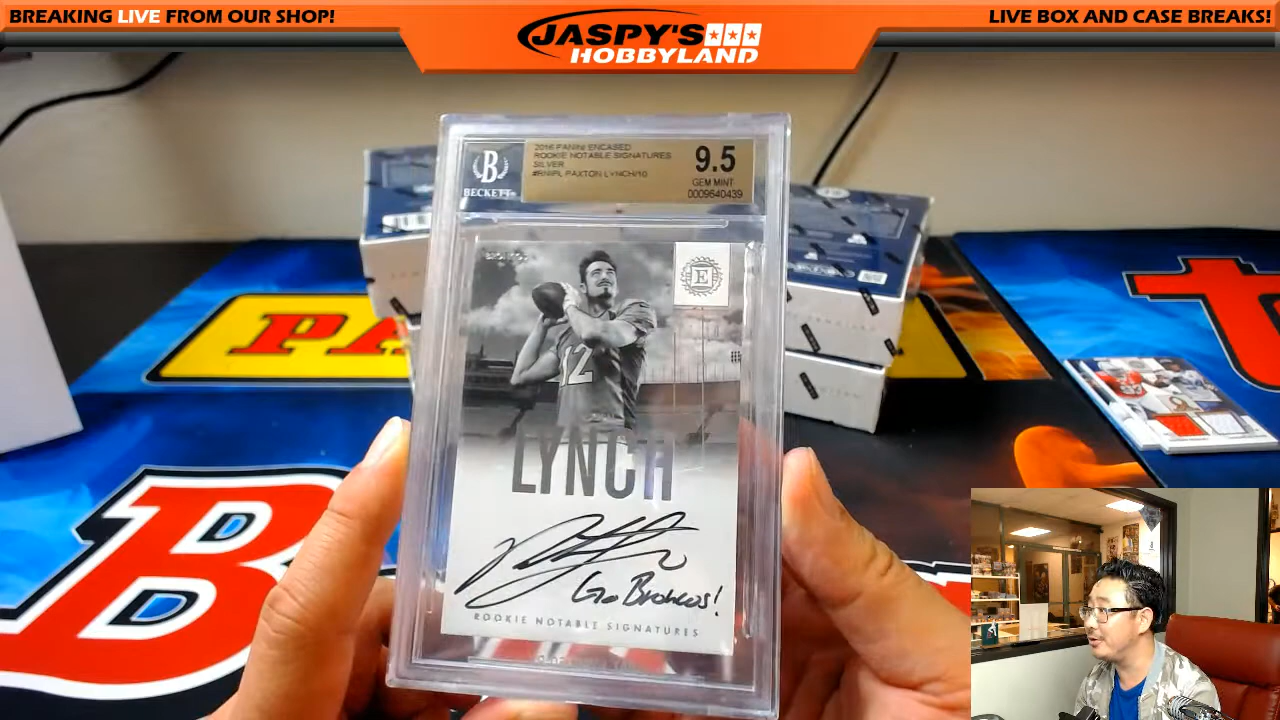 BREAKING LIVE FROM OUR SHOP!
JASPY'S
HOBBYLAND
LIVE BOX AND CASE BREAKS!
B
BECKETT
2016 PANINI ENCASED
ROOKIE NOTABLE SIGNATURES
SILVER
PAXTON LYNCH/10
9.5
GEM MINT
0009640439
E
12
LYNCH
Go Broncos!
ROOKIE NOTABLE SIGNATURES
PA
B